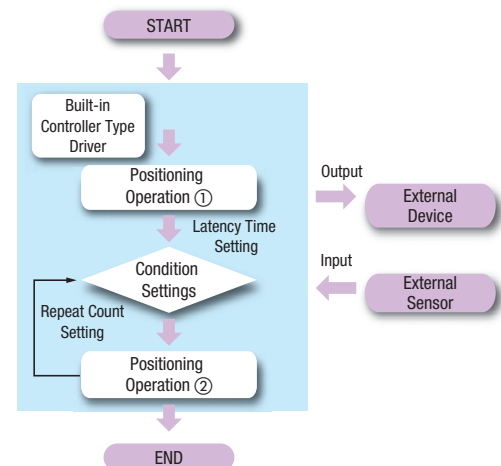 START
Built-in
Controller Type
Driver
Positioning
Operation ①
Output
External
Device
Latency Time
Setting
Condition
Settings
Input
External
Sensor
Repeat Count
Setting
Positioning
Operation ②
END